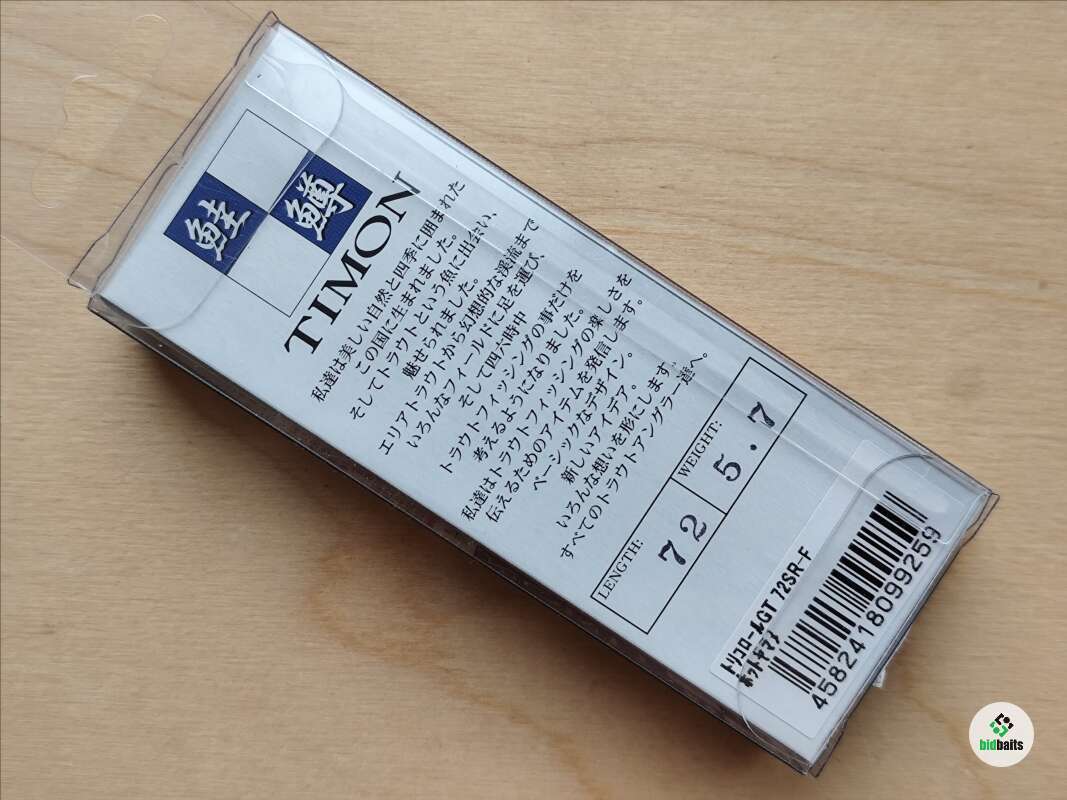 鮭 鱒
TIMON
私達は美しい自然と四季に囲まれた
この国に生まれました。
そしてトラウトという魚に出会い、
魅せられました。
エリアトラウトから幻想的な渓流まで
いろんなフィールドに足を運び、
そして四六時中
トラウトフィッシングの事だけを
考えるようになりました。
私達はトラウトフィッシングの楽しさを
伝えるためのアイテムを発信します。
ベーシックなデザイン。
新しいアイデア。
いろんな想いを形にします。
すべてのトラウトアングラー達へ。
LENGTH: 72
WEIGHT: 5.7
トリコロールGT 72SR-F
4582418099259
bidbaits